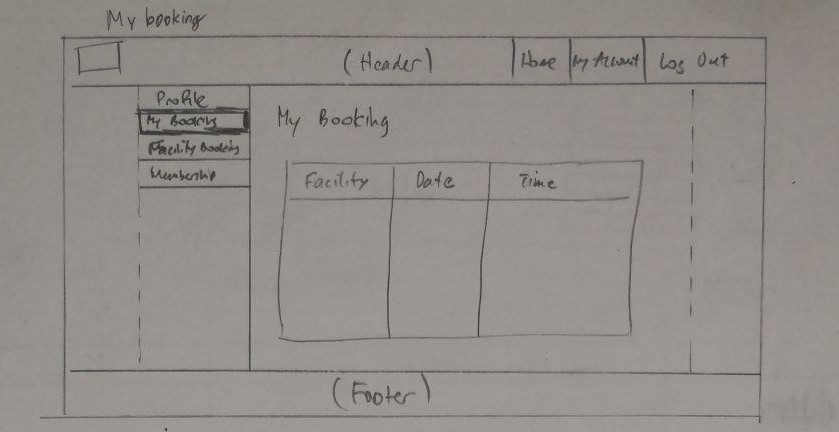 My booking
(Header) Home My Account Log Out
Profile
My Booking
Facility Booking
Membership
My Booking
Facility Date Time
(Footer)